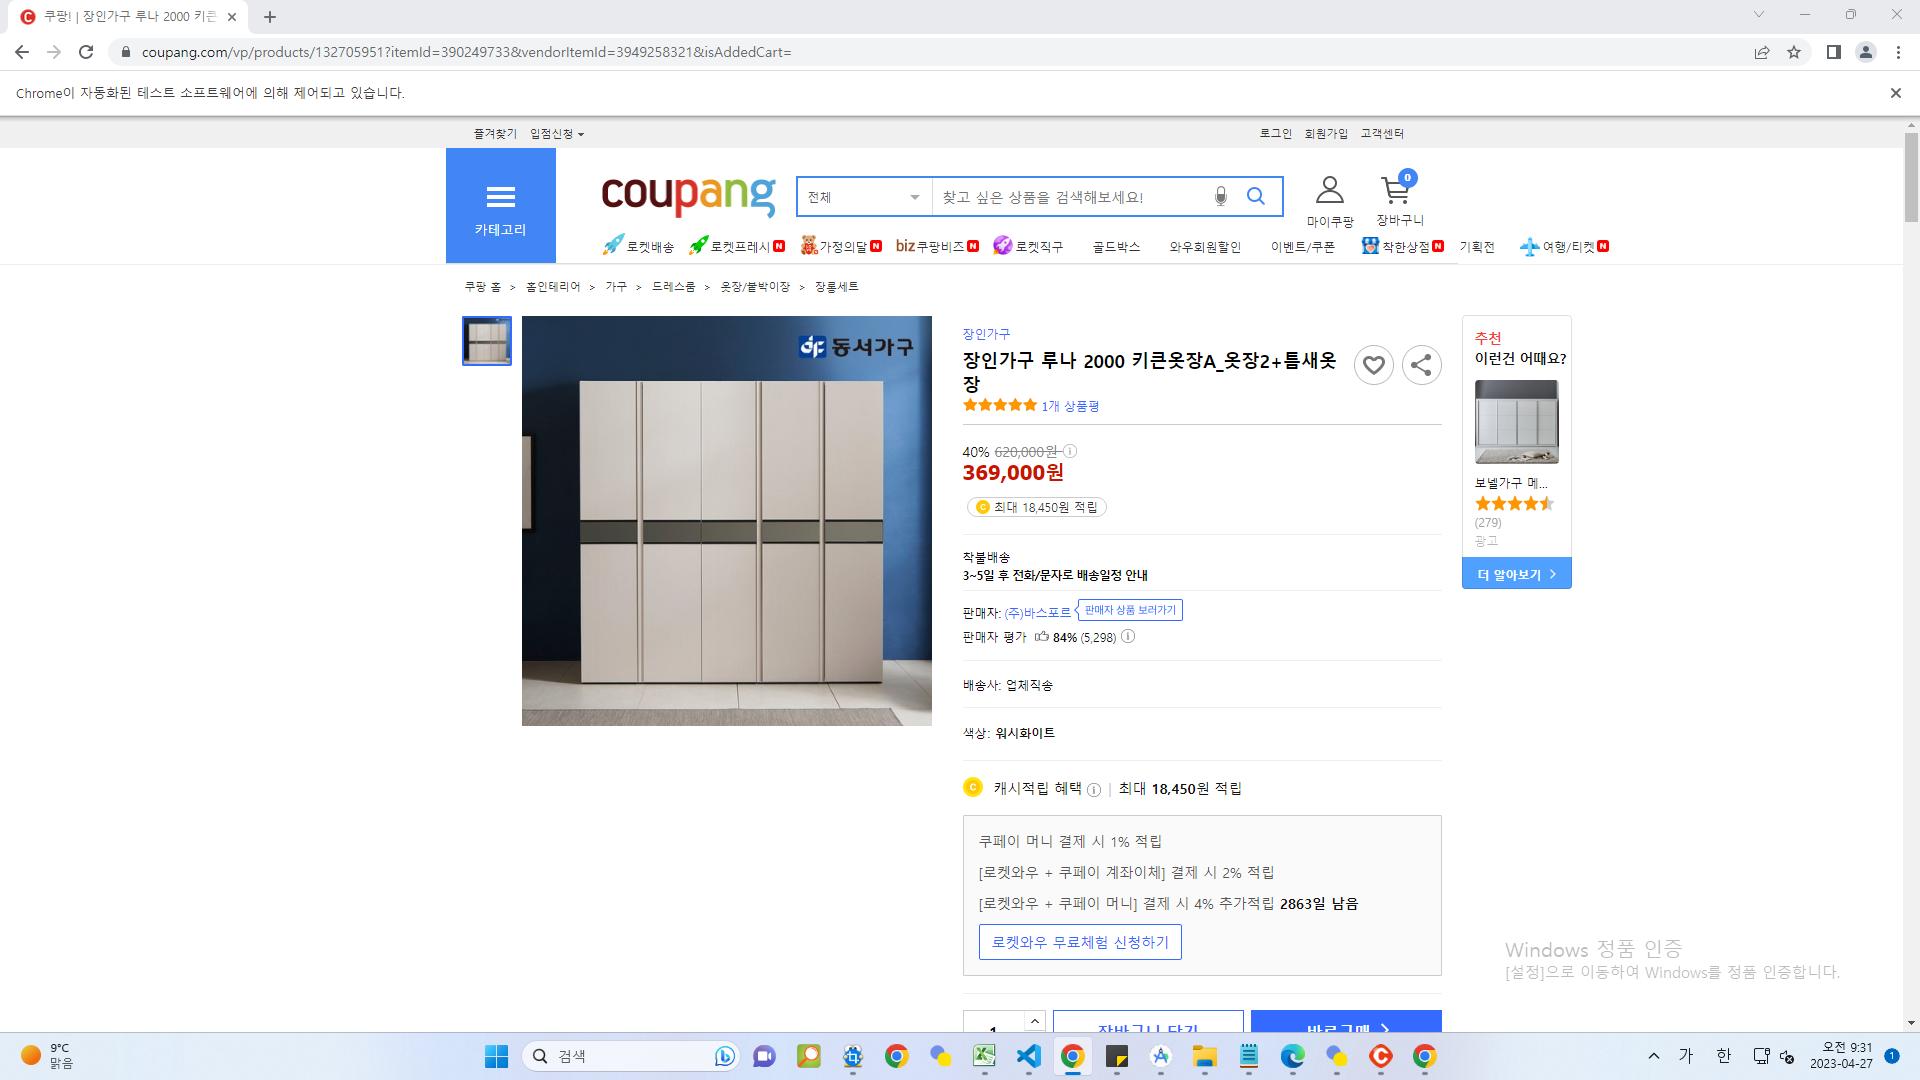 쿠팡! | 장인가구 루나 2000 키큰
coupang.com/vp/products/132705951?itemId=390249733&vendorItemId=3949258321&isAddedCart=
Chrome이 자동화된 테스트 소프트웨어에 의해 제어되고 있습니다.
즐겨찾기 입점신청 로그인 회원가입 고객센터
카테고리
coupang
전체
찾고 싶은 상품을 검색해보세요!
마이쿠팡
0
장바구니
로켓배송 로켓프레시 N 가정의달 N biz 쿠팡비즈 N 로켓직구 골드박스 와우회원할인 이벤트/쿠폰 착한상점 N 기획전 여행/티켓 N
쿠팡 홈 > 홈인테리어 > 가구 > 드레스룸 > 옷장/붙박이장 > 장롱세트
동서가구
장인가구
장인가구 루나 2000 키큰옷장A_옷장2+틈새옷
장
1개 상품평
40% 620,000원
369,000원
최대 18,450원 적립
착불배송
3~5일 후 전화/문자로 배송일정 안내
판매자: (주)바스포르 판매자 상품 보러가기
판매자 평가 84% (5,298)
배송사: 업체직송
색상: 워시화이트
캐시적립 혜택 | 최대 18,450원 적립
쿠페이 머니 결제 시 1% 적립
[로켓와우 + 쿠페이 계좌이체] 결제 시 2% 적립
[로켓와우 + 쿠페이 머니] 결제 시 4% 추가적립 2863일 남음
로켓와우 무료체험 신청하기
1 장바구니 담기 바로구매
추천
이런건 어때요?
보넬가구 메...
(279)
광고
더 알아보기
Windows 정품 인증
[설정]으로 이동하여 Windows를 정품 인증합니다.
9°C
맑음
검색
가 한
오전 9:31
2023-04-27
1